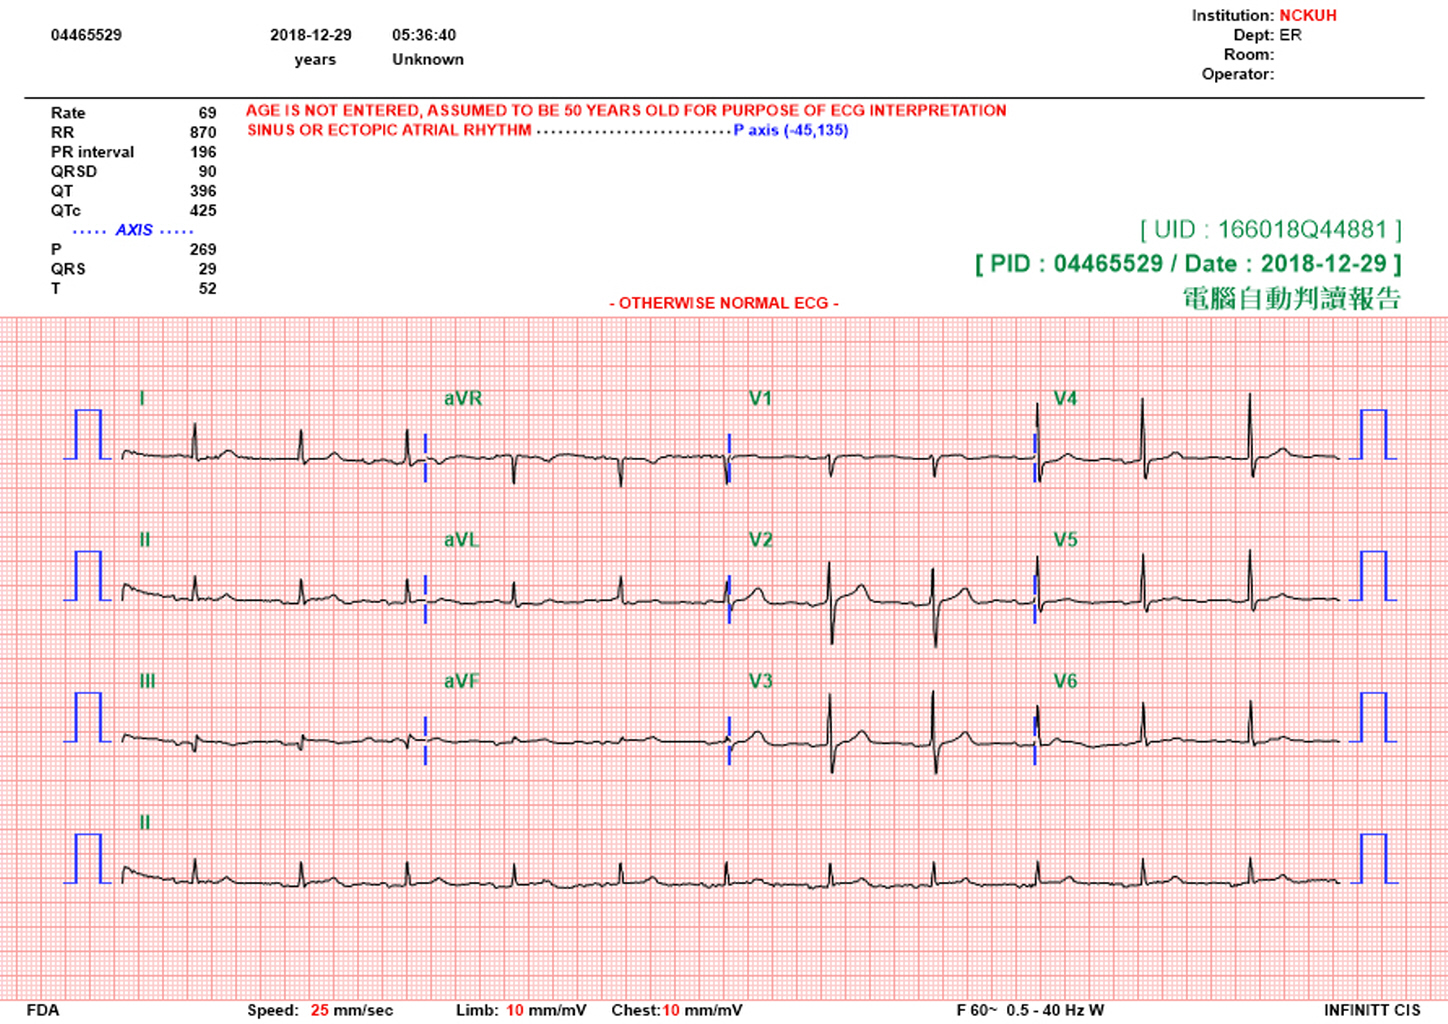 Institution: NCKUH
04465529 2018-12-29 05:36:40 Dept: ER
years Unknown Room:
Operator:
Rate 69 AGE IS NOT ENTERED, ASSUMED TO BE 50 YEARS OLD FOR PURPOSE OF ECG INTERPRETATION
RR 870 SINUS OR ECTOPIC ATRIAL RHYTHM ··························· P axis (-45,135)
PR interval 196
QRSD 90
QT 396
QTc 425
····· AXIS ·····
[ UID : 166018Q44881 ]
P 269
[ PID : 04465529 / Date : 2018-12-29 ]
QRS 29
T 52
電腦自動判讀報告
- OTHERWISE NORMAL ECG -
I aVR V1 V4
II aVL V2 V5
III aVF V3 V6
II
FDA Speed: 25 mm/sec Limb: 10 mm/mV Chest:10 mm/mV F 60~ 0.5 - 40 Hz W INFINITT CIS